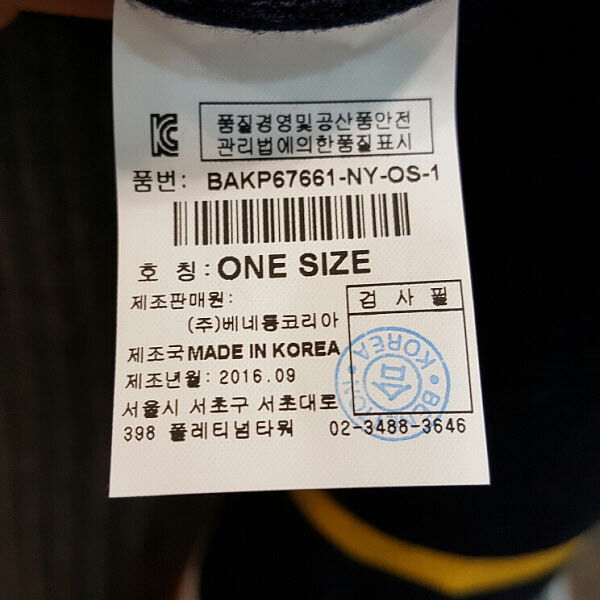 품질경영및공산품안전
관리법에의한품질표시
품번: BAKP67661-NY-OS-1
호 칭: ONE SIZE
제조판매원:
(주)베네통코리아
검 사 필
제조국MADE IN KOREA
제조년월: 2016.09
서울시 서초구 서초대로
398 플레티넘타워 02-3488-3646
KOREA
합